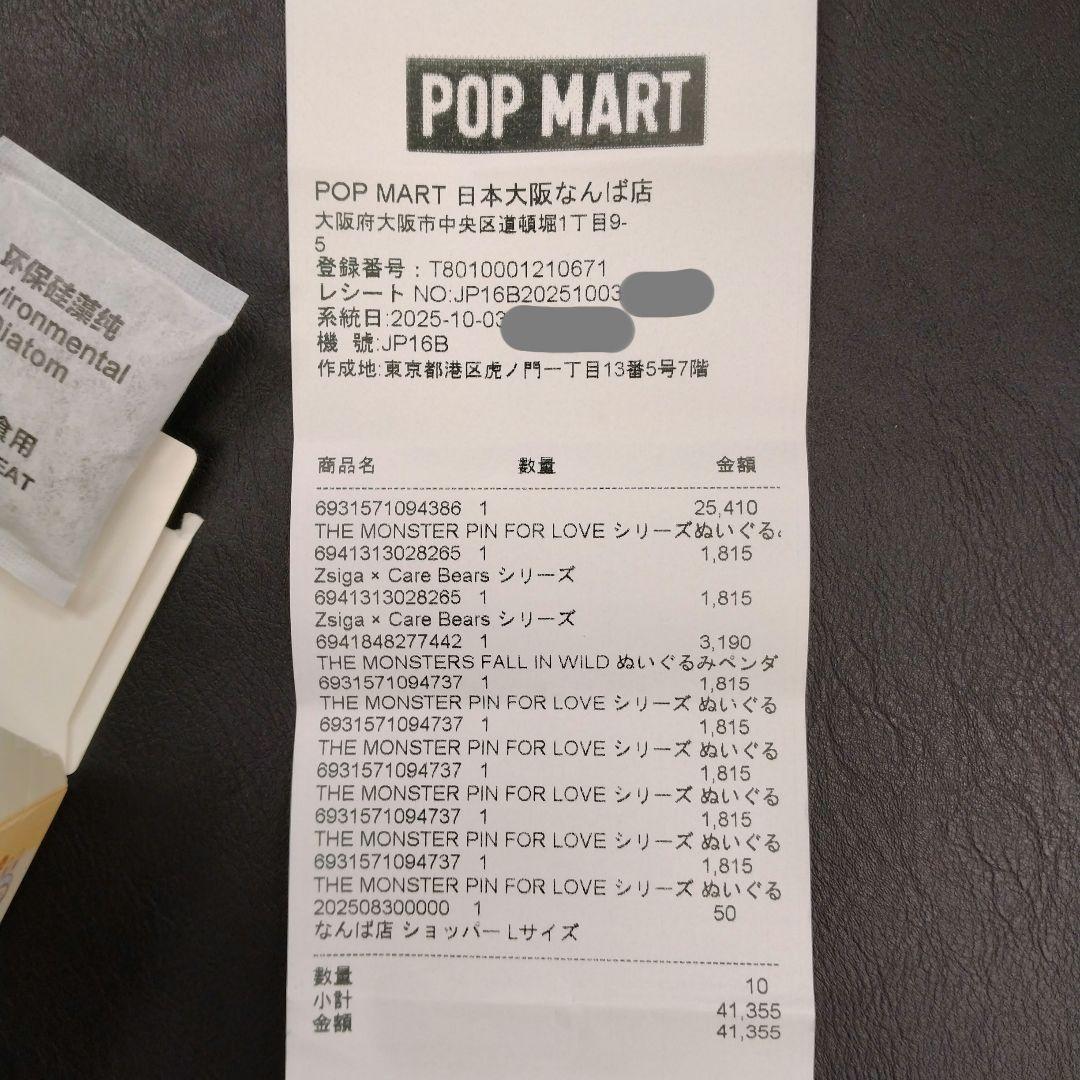 POP MART
POP MART 日本大阪なんば店
大阪府大阪市中央区道頓堀1丁目9-
5
登録番号：T8010001210671
レシート NO:JP16B20251003
系統日:2025-10-03
機 號:JP16B
作成地:東京都港区虎ノ門一丁目13番5号7階
商品名 数量 金額
6931571094386 1 25,410
THE MONSTER PIN FOR LOVE シリーズぬいぐる
6941313028265 1 1,815
Zsiga × Care Bears シリーズ
6941313028265 1 1,815
Zsiga × Care Bears シリーズ
6941848277442 1 3,190
THE MONSTERS FALL IN WILD ぬいぐるみペンダ
6931571094737 1 1,815
THE MONSTER PIN FOR LOVE シリーズ ぬいぐる
6931571094737 1 1,815
THE MONSTER PIN FOR LOVE シリーズ ぬいぐる
6931571094737 1 1,815
THE MONSTER PIN FOR LOVE シリーズ ぬいぐる
6931571094737 1 1,815
THE MONSTER PIN FOR LOVE シリーズ ぬいぐる
6931571094737 1 1,815
THE MONSTER PIN FOR LOVE シリーズ ぬいぐる
202508300000 1 50
なんば店 ショッパー Lサイズ
数量 10
小計 41,355
金額 41,355
环保硅藻纯
vironmental
Diatom
食用
EAT